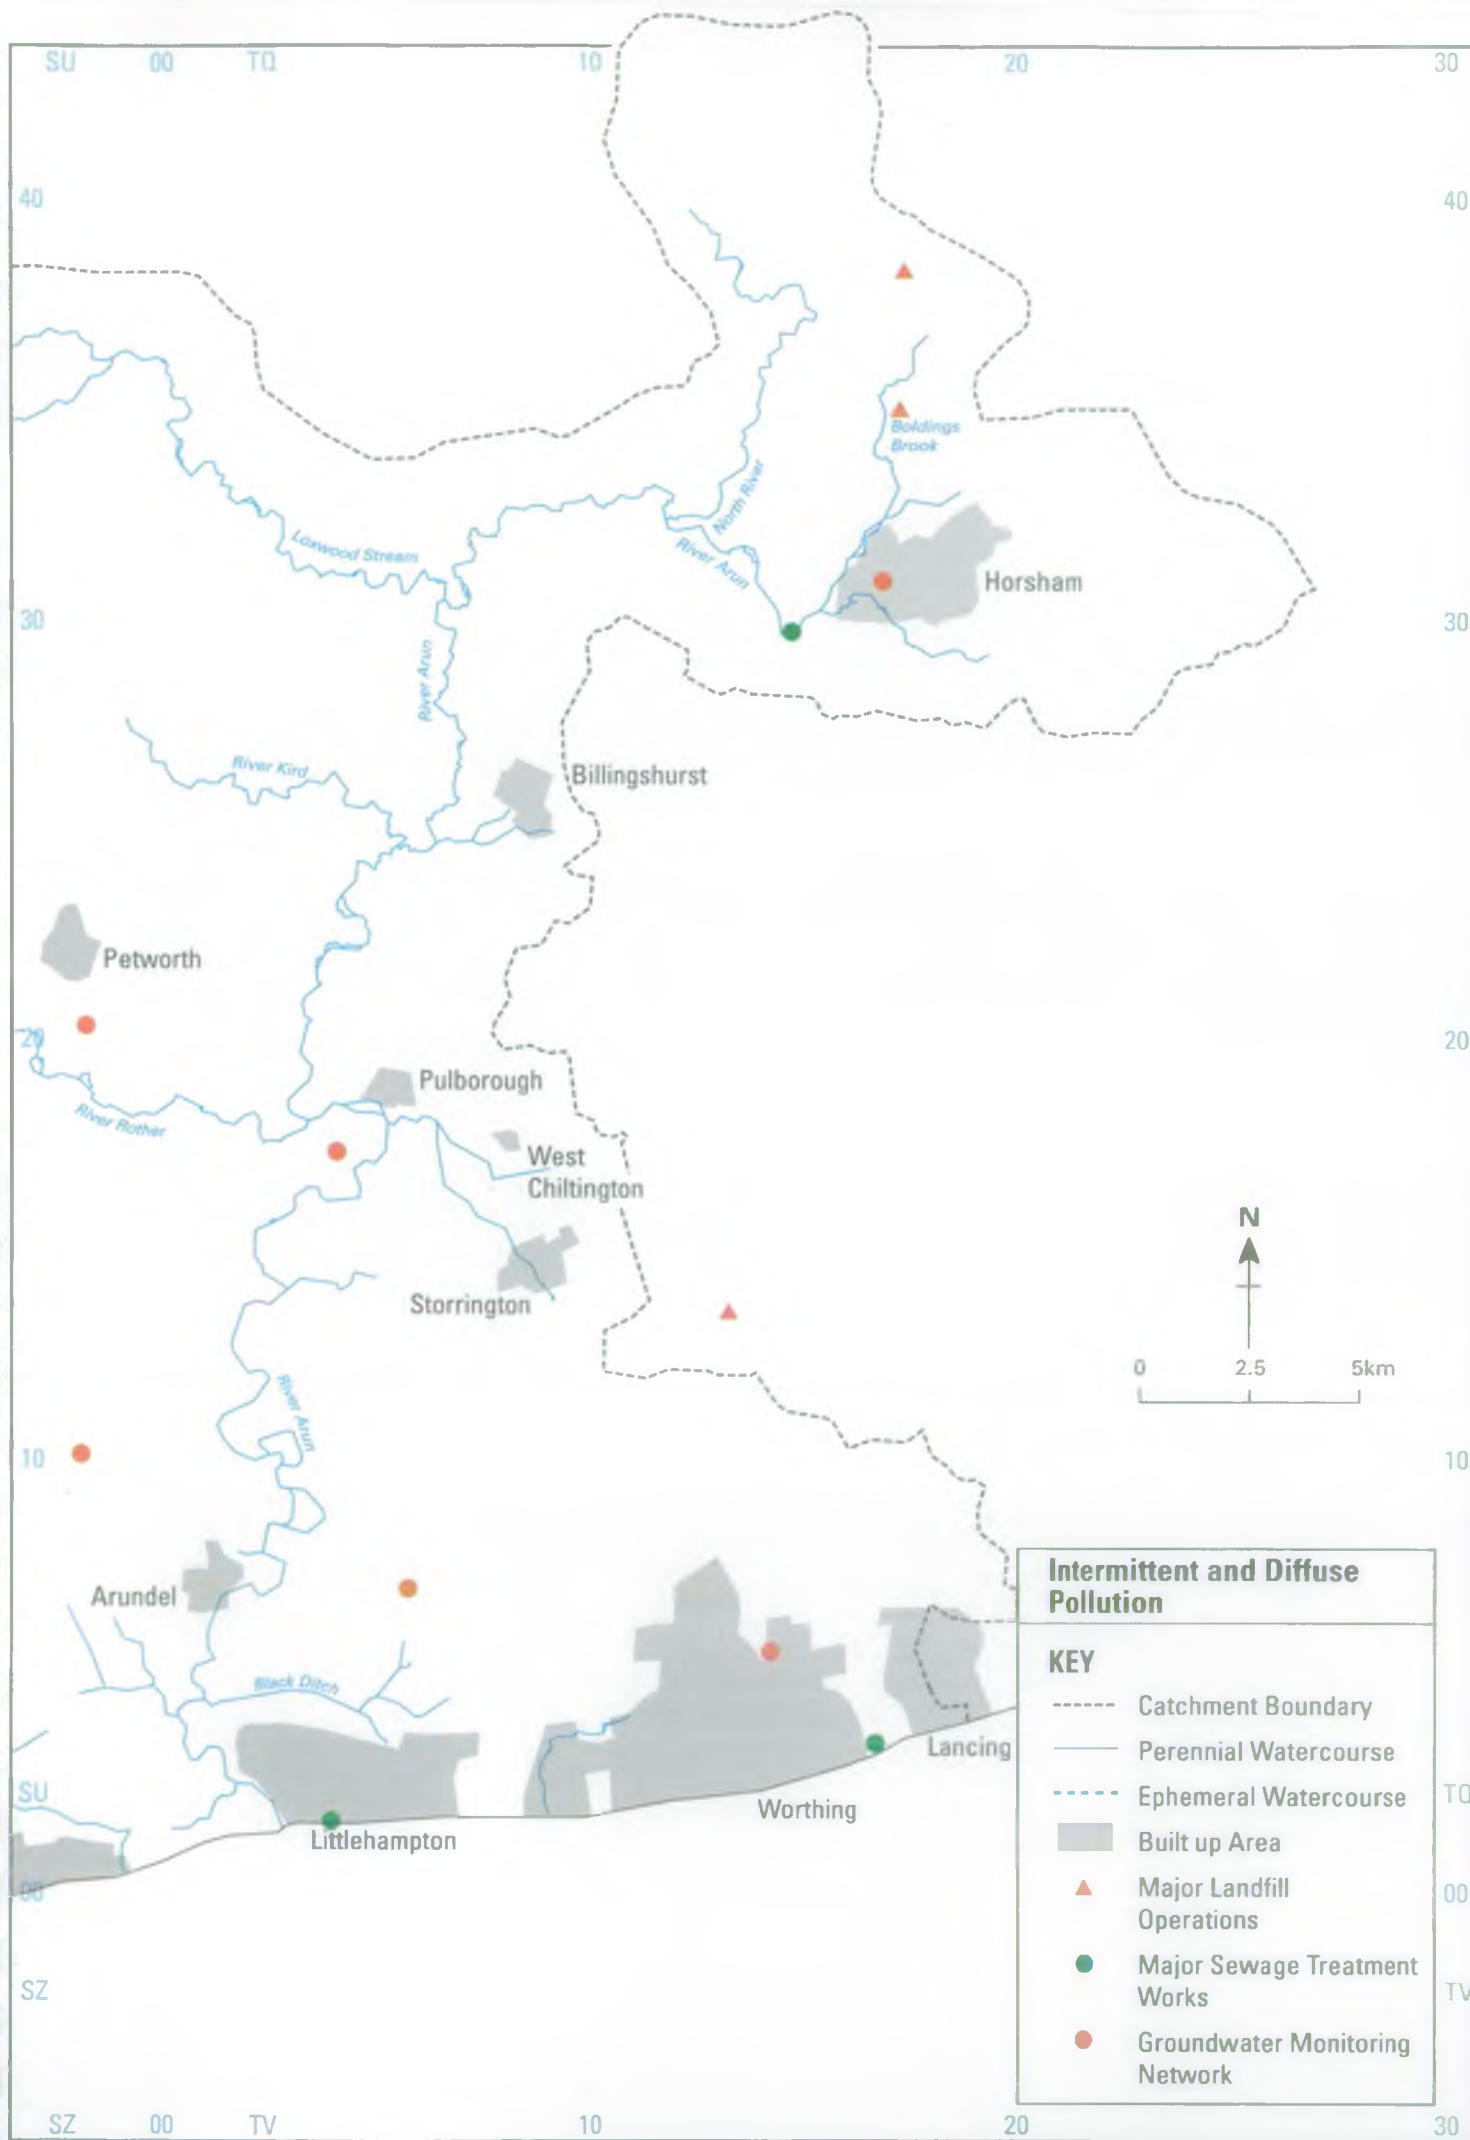 SU 00 TQ 10 20 30
40 40
Boldings
Brook
North River
Loxwood Stream
River Arun
Horsham
30 30
River Arun
River Kird
Billingshurst
Petworth
20 20
Pulborough
River Rother
West
Chiltington
N
Storrington
0 2.5 5km
River Arun
10 10
Intermittent and Diffuse
Pollution
Arundel
KEY
Black Ditch
Catchment Boundary
Lancing
Perennial Watercourse
SU TQ
Ephemeral Watercourse
Worthing
Littlehampton
Built up Area
00 00
Major Landfill
Operations
SZ TV
Major Sewage Treatment
Works
Groundwater Monitoring
Network
SZ 00 TV 10 20 30